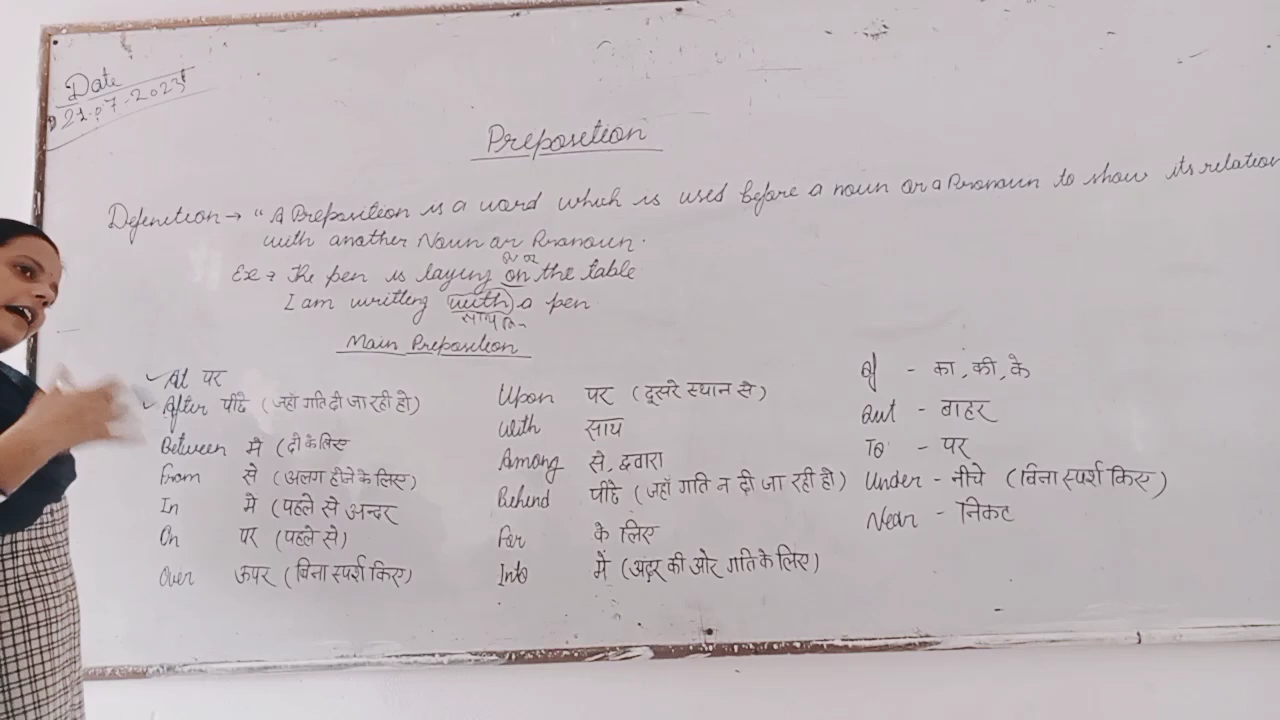 Date
21-07-2023
Preposition
Defenition → “A Preposition is a word which is used before a noun or a Pronoun to show its relation
with another Noun or Pronoun.
Ex → The pen is laying on the table
I am writting with a pen
Main Preposition
At पर
After पीछे (जहाँ गति दी जा रही हो)
Between में (दो के लिए
From से (अलग होने के लिए)
In में (पहले से अन्दर
On पर (पहले से)
Over ऊपर (बिना स्पर्श किए)
Upon पर (दूसरे स्थान से)
With साथ
Among से, द्वारा
Behind पीछे (जहाँ गति न दी जा रही हो)
For के लिए
Into में (अंदर की ओर गति के लिए)
Of - का, की, के
Out - बाहर
To - पर
Under - नीचे (बिना स्पर्श किए)
Near - निकट